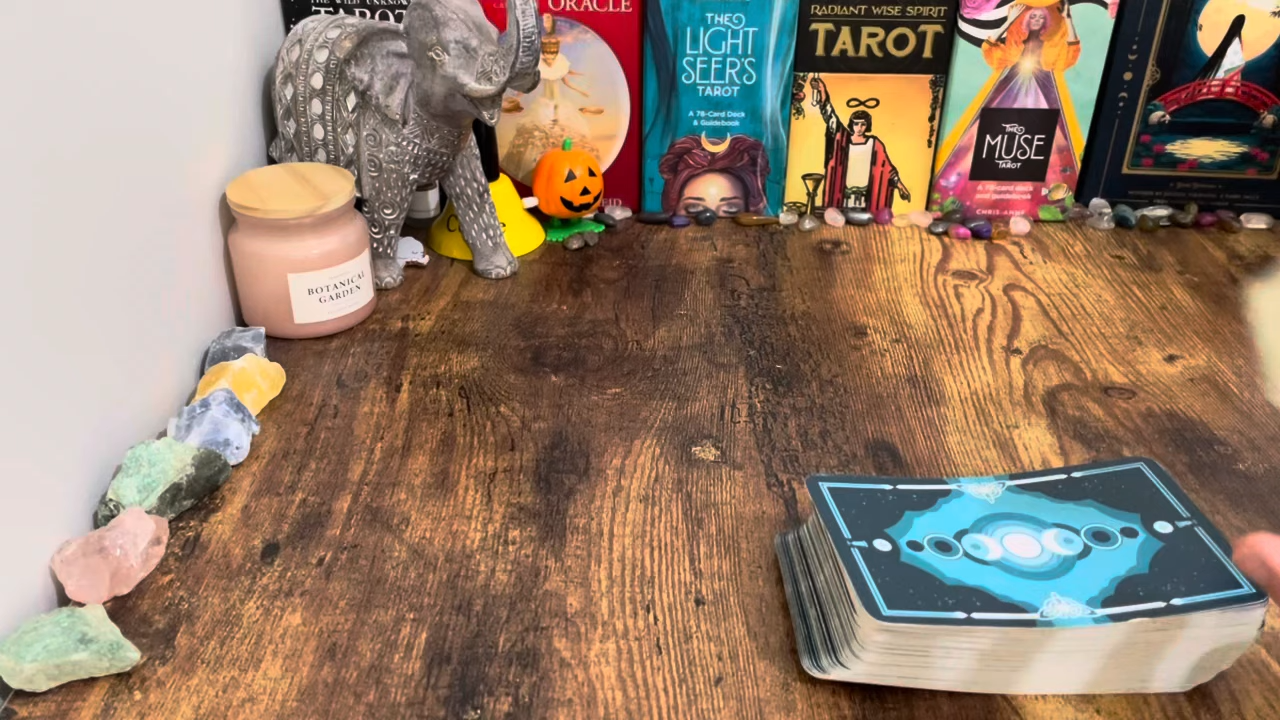 THE WILD UNKNOWN
TAROT
ORACLE
THE
LIGHT
SEER'S
TAROT
A 78-Card Deck
& Guidebook
RADIANT WISE SPIRIT
TAROT
THE
MUSE
TAROT
A 78-card deck
and guidebook
CHRIS-ANNE
BOTANICAL
GARDEN